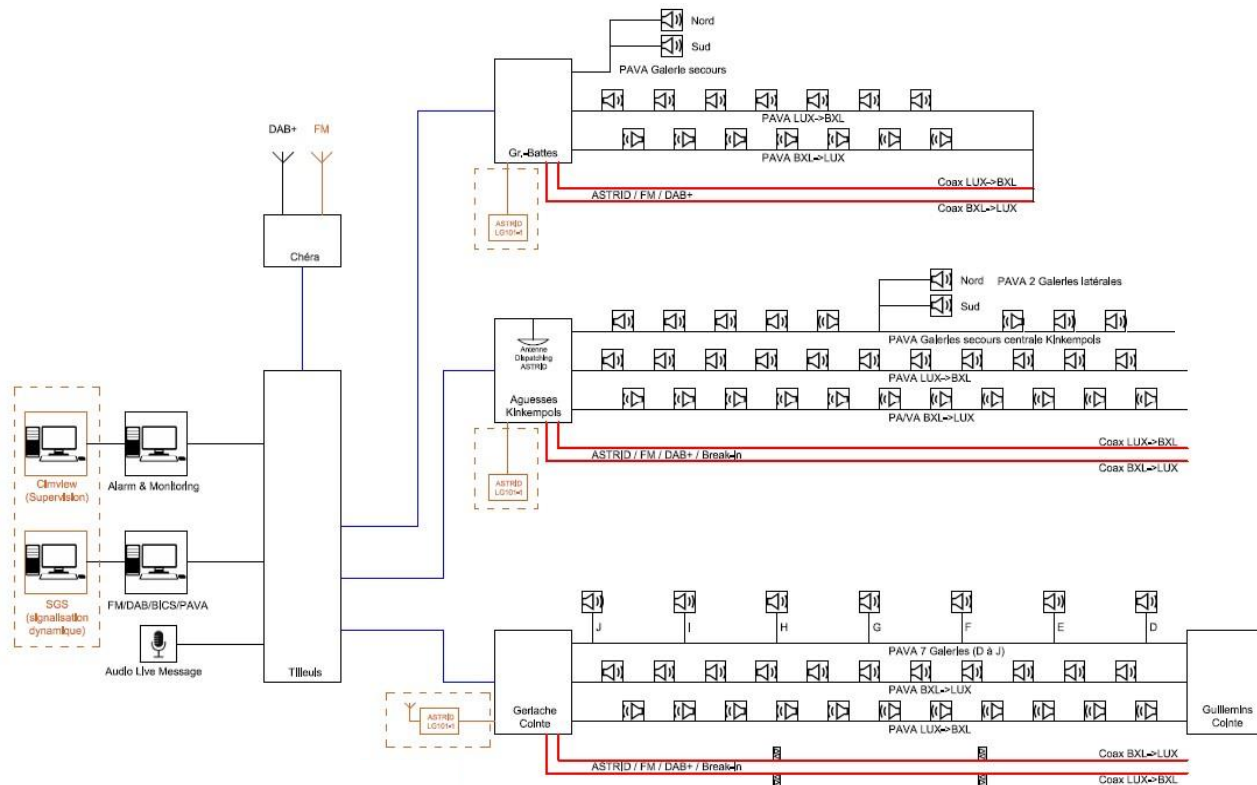 Nord
Sud
PAVA Galerie secours
PAVA LUX->BXL
PAVA BXL->LUX
Gr.-Battes
Coax LUX->BXL
ASTRID / FM / DAB+
Coax BXL->LUX
ASTRID
LG101-1
DAB+
FM
Chéra
Nord
PAVA 2 Galeries latérales
Sud
Antenne
Dispatching
ASTRID
PAVA Galeries secours centrale Kinkempois
PAVA LUX->BXL
Aguesses
Kinkempois
PA/VA BXL->LUX
Coax LUX->BXL
ASTRID / FM / DAB+ / Break-in
Coax BXL->LUX
ASTRID
LG101-1
Cimview
(Supervision)
Alarm & Monitoring
SGS
(signalisation
dynamique)
FM/DAB/BICS/PAVA
Audio Live Message
Tilleuls
J
I
H
G
F
E
D
PAVA 7 Galeries (D à J)
PAVA BXL->LUX
PAVA LUX->BXL
ASTRID
LG101-1
Gerlache
Cointe
Guillemins
Cointe
Coax BXL->LUX
ASTRID / FM / DAB+ / Break-in
Coax LUX->BXL